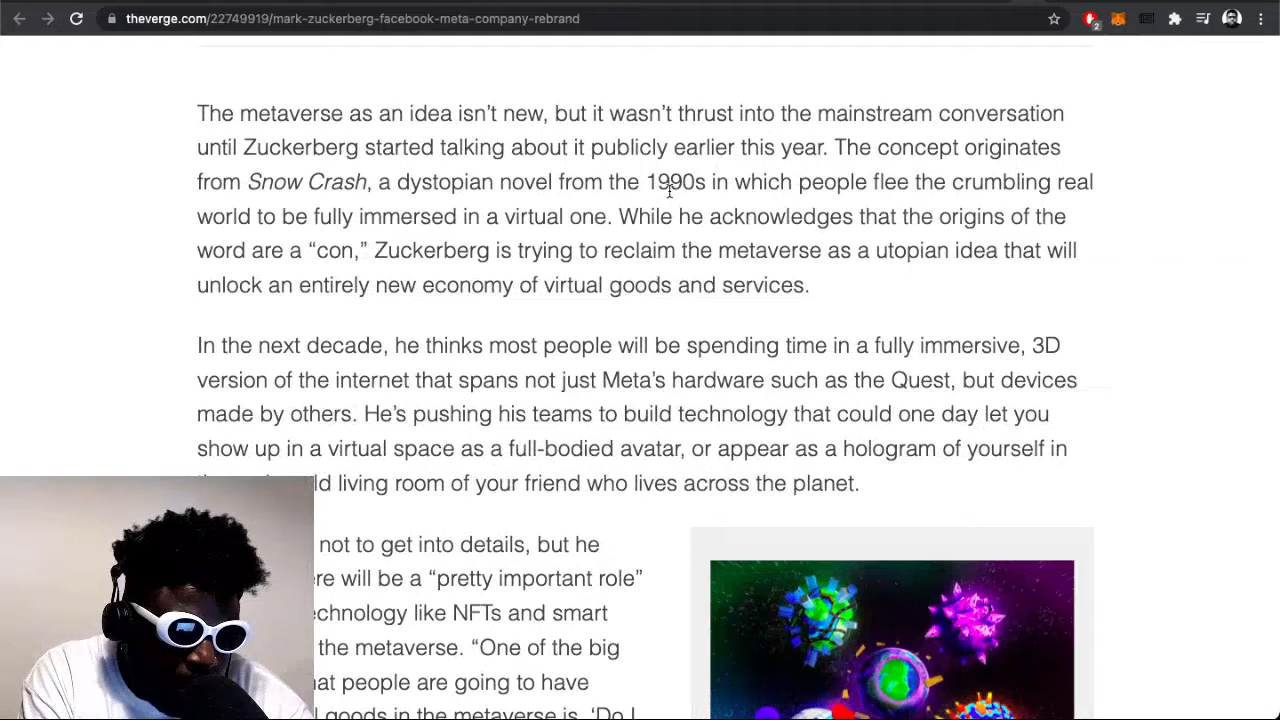 theverge.com/22749919/mark-zuckerberg-facebook-meta-company-rebrand
2
The metaverse as an idea isn't new, but it wasn't thrust into the mainstream conversation
until Zuckerberg started talking about it publicly earlier this year. The concept originates
from Snow Crash, a dystopian novel from the 1990s in which people flee the crumbling real
world to be fully immersed in a virtual one. While he acknowledges that the origins of the
word are a “con,” Zuckerberg is trying to reclaim the metaverse as a utopian idea that will
unlock an entirely new economy of virtual goods and services.
In the next decade, he thinks most people will be spending time in a fully immersive, 3D
version of the internet that spans not just Meta's hardware such as the Quest, but devices
made by others. He's pushing his teams to build technology that could one day let you
show up in a virtual space as a full-bodied avatar, or appear as a hologram of yourself in
living room of your friend who lives across the planet.
not to get into details, but he
will be a “pretty important role”
like NFTs and smart
the metaverse. “One of the big
people are going to have
goods in the metaverse is, ‘Do I